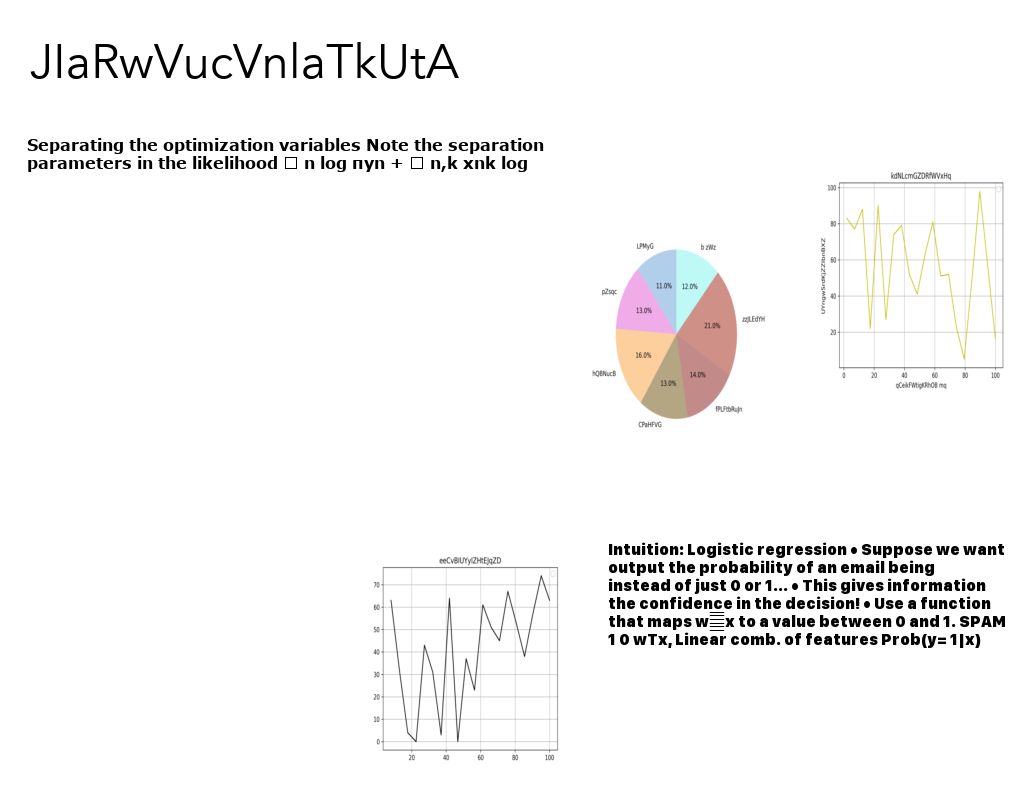 JIaRwVucVnlaTkUtA
Separating the optimization variables Note the separation
parameters in the likelihood □ n log πyn + □ n,k xnk log
kdNLcmGZDRfWVxHq
100
80
60
40
20
0 20 40 60 80 100
qCeikFWtigKRhOB mq
LPMyG
b zWz
pZsqc
zzjLEdYH
hQBNucB
fPLFtbRuJn
CPaHFVG
11.0%
12.0%
13.0%
21.0%
16.0%
14.0%
13.0%
Intuition: Logistic regression • Suppose we want
output the probability of an email being
instead of just 0 or 1… • This gives information
the confidence in the decision! • Use a function
that maps w x to a value between 0 and 1. SPAM
1 0 wTx, Linear comb. of features Prob(y= 1|x)
70
60
50
40
30
20
10
0
20 40 60 80 100